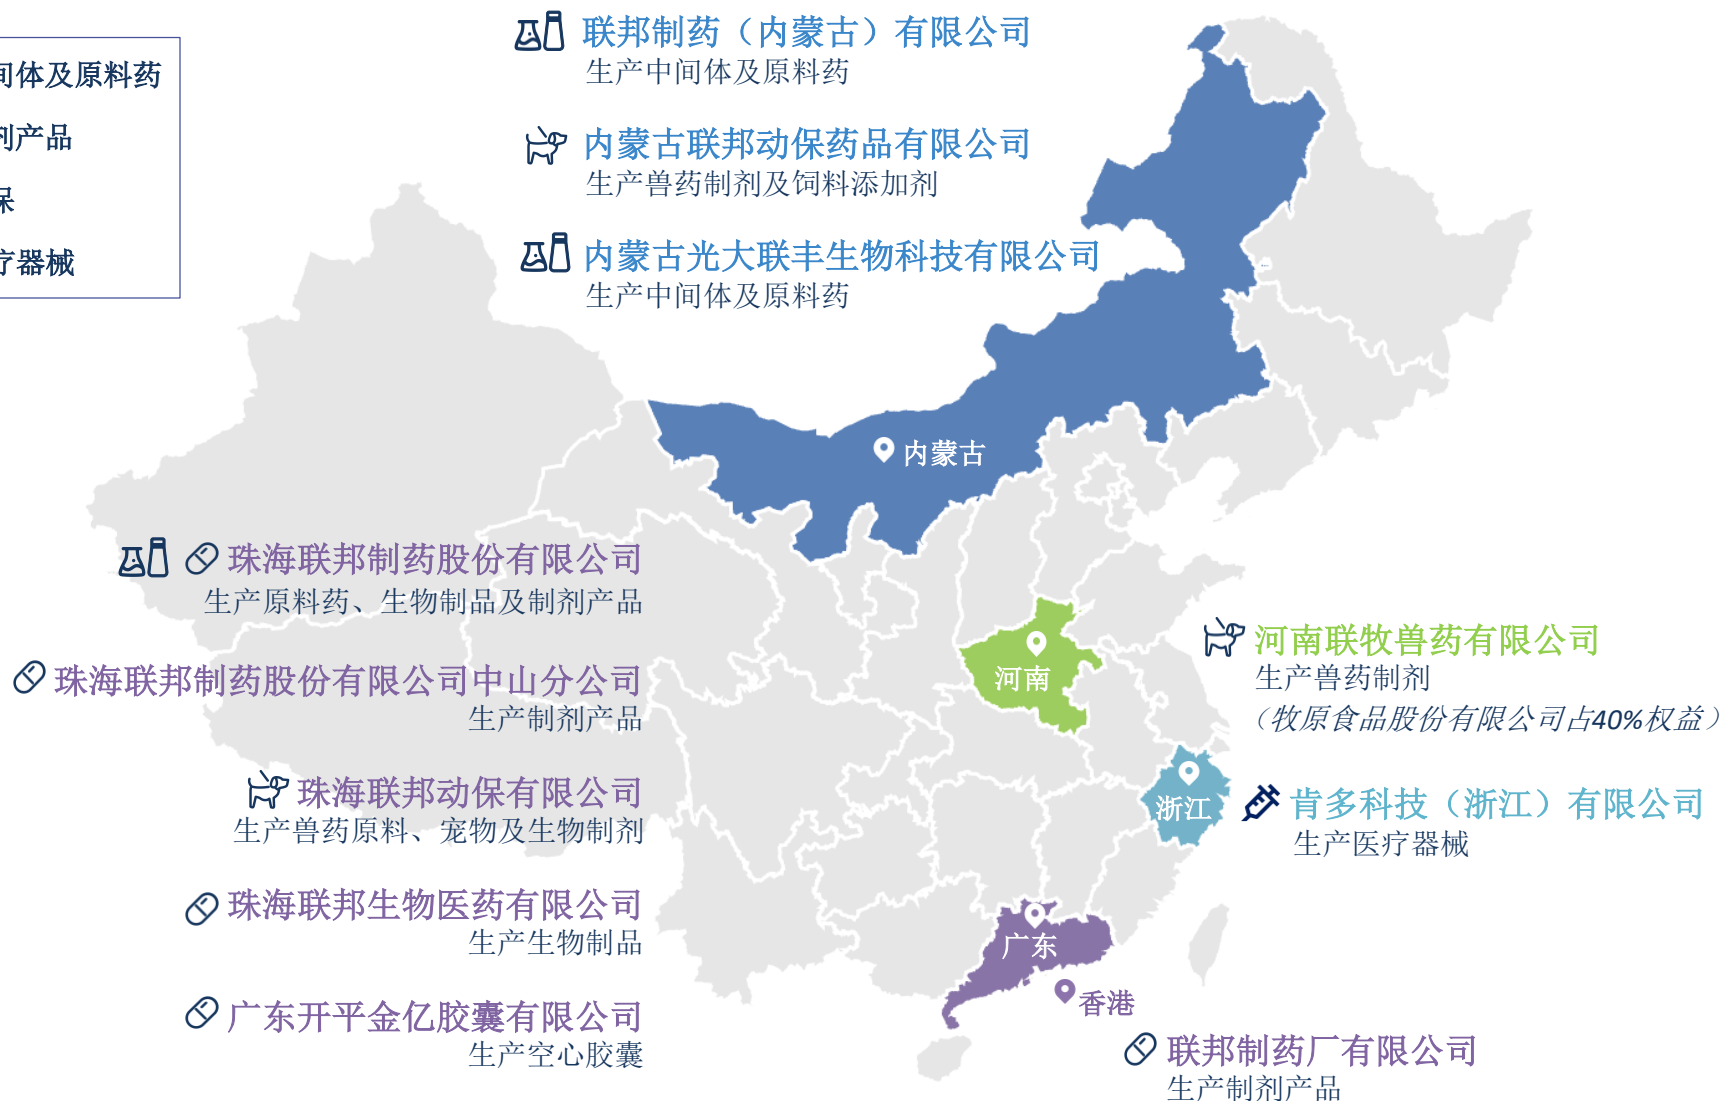 联邦制药（内蒙古）有限公司
生产中间体及原料药
间体及原料药
剂产品
保
疗器械
内蒙古联邦动保药品有限公司
生产兽药制剂及饲料添加剂
内蒙古光大联丰生物科技有限公司
生产中间体及原料药
内蒙古
珠海联邦制药股份有限公司
生产原料药、生物制品及制剂产品
珠海联邦制药股份有限公司中山分公司
生产制剂产品
珠海联邦动保有限公司
生产兽药原料、宠物及生物制剂
珠海联邦生物医药有限公司
生产生物制品
广东开平金亿胶囊有限公司
生产空心胶囊
河南
河南联牧兽药有限公司
生产兽药制剂
（牧原食品股份有限公司占40%权益）
浙江
肯多科技（浙江）有限公司
生产医疗器械
广东
香港
联邦制药厂有限公司
生产制剂产品